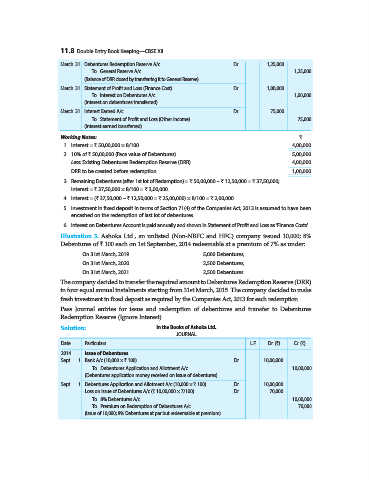 11.8 Double Entry Book Keeping—CBSE XII
March 31 Debentures Redemption Reserve A/c Dr 1,25,000
To General Reserve A/c 1,25,000
(Balance of DRR closed by transferring it to General Reserve)
March 31 Statement of Profit and Loss (Finance Cost) Dr 1,00,000
To Interest on Debentures A/c 1,00,000
(Interest on debentures transferred)
March 31 Interest Earned A/c Dr 75,000
To Statement of Profit and Loss (Other Income) 75,000
(Interest earned transferred)
Working Notes: ₹
1 Interest = ₹ 50,00,000 × 8/100 4,00,000
2 10% of ₹ 50,00,000 (Face value of Debentures) 5,00,000
Less: Existing Debentures Redemption Reserve (DRR) 4,00,000
DRR to be created before redemption 1,00,000
3 Remaining Debentures (after 1st lot of Redemption) = ₹ 50,00,000 – ₹ 12,50,000 = ₹ 37,50,000;
Interest = ₹ 37,50,000 × 8/100 = ₹ 3,00,000
4 Interest = (₹ 37,50,000 – ₹ 12,50,000 = ₹ 25,00,000) × 8/100 = ₹ 2,00,000
5 Investment in fixed deposit in terms of Section 71(4) of the Companies Act, 2013 is assumed to have been
encashed on the redemption of last lot of debentures
6 Interest on Debentures Account is paid annually and shown in Statement of Profit and Loss as 'Finance Costs'
Illustration 5. Ashoka Ltd., an unlisted (Non-NBFC and HFC) company issued 10,000; 8%
Debentures of ₹ 100 each on 1st September, 2014 redeemable at a premium of 7% as under:
On 31st March, 2019 5,000 Debentures,
On 31st March, 2020 2,500 Debentures,
On 31st March, 2021 2,500 Debentures
The company decided to transfer the required amount to Debentures Redemption Reserve (DRR)
in four equal annual instalments starting from 31st March, 2015 The company decided to make
fresh investment in fixed deposit as required by the Companies Act, 2013 for each redemption
Pass Journal entries for issue and redemption of debentures and transfer to Debentures
Redemption Reserve (Ignore Interest)
Solution: In the Books of Ashoka Ltd.
JOURNAL
Date Particulars L.F. Dr (₹) Cr (₹)
2014 Issue of Debentures
Sept 1 Bank A/c (10,000 × ₹ 100) Dr 10,00,000
To Debentures Application and Allotment A/c 10,00,000
(Debentures application money received on issue of debentures)
Sept 1 Debentures Application and Allotment A/c (10,000 × ₹ 100) Dr 10,00,000
Loss on Issue of Debentures A/c (₹ 10,00,000 × 7/100) Dr 70,000
To 8% Debentures A/c 10,00,000
To Premium on Redemption of Debentures A/c 70,000
(Issue of 10,000; 8% Debentures at par but redeemable at premium)